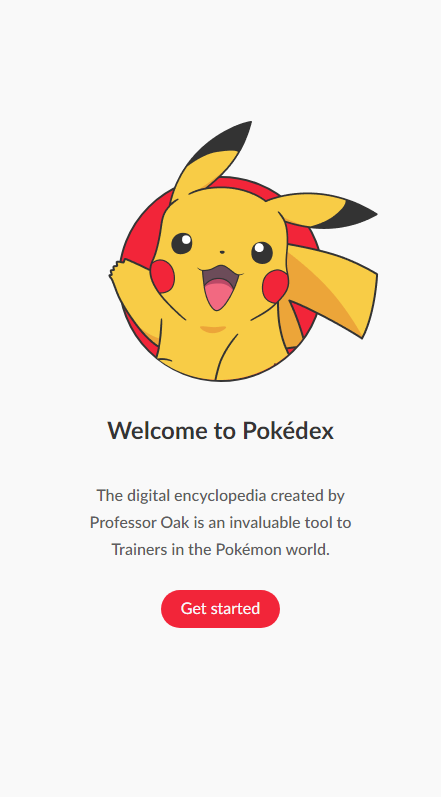 Welcome to Pokédex
The digital encyclopedia created by
Professor Oak is an invaluable tool to
Trainers in the Pokémon world.
Get started